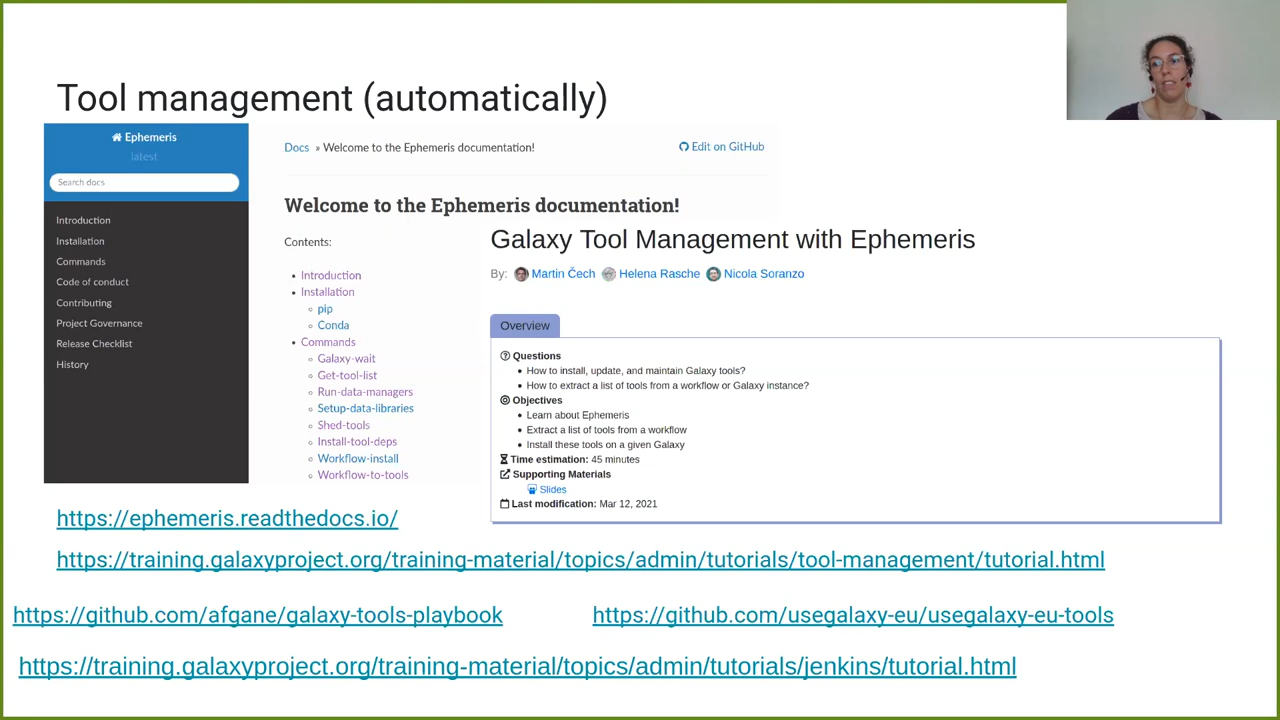 Tool management (automatically)
Ephemeris
latest
Search docs
Introduction
Installation
Commands
Code of conduct
Contributing
Project Governance
Release Checklist
History
Docs » Welcome to the Ephemeris documentation!
Edit on GitHub
Welcome to the Ephemeris documentation!
Contents:
• Introduction
• Installation
◦ pip
◦ Conda
• Commands
◦ Galaxy-wait
◦ Get-tool-list
◦ Run-data-managers
◦ Setup-data-libraries
◦ Shed-tools
◦ Install-tool-deps
◦ Workflow-install
◦ Workflow-to-tools
Galaxy Tool Management with Ephemeris
By: Martin Čech Helena Rasche Nicola Soranzo
Overview
Questions
• How to install, update, and maintain Galaxy tools?
• How to extract a list of tools from a workflow or Galaxy instance?
Objectives
• Learn about Ephemeris
• Extract a list of tools from a workflow
• Install these tools on a given Galaxy
Time estimation: 45 minutes
Supporting Materials
Slides
Last modification: Mar 12, 2021
https://ephemeris.readthedocs.io/
https://training.galaxyproject.org/training-material/topics/admin/tutorials/tool-management/tutorial.html
https://github.com/afgane/galaxy-tools-playbook
https://github.com/usegalaxy-eu/usegalaxy-eu-tools
https://training.galaxyproject.org/training-material/topics/admin/tutorials/jenkins/tutorial.html